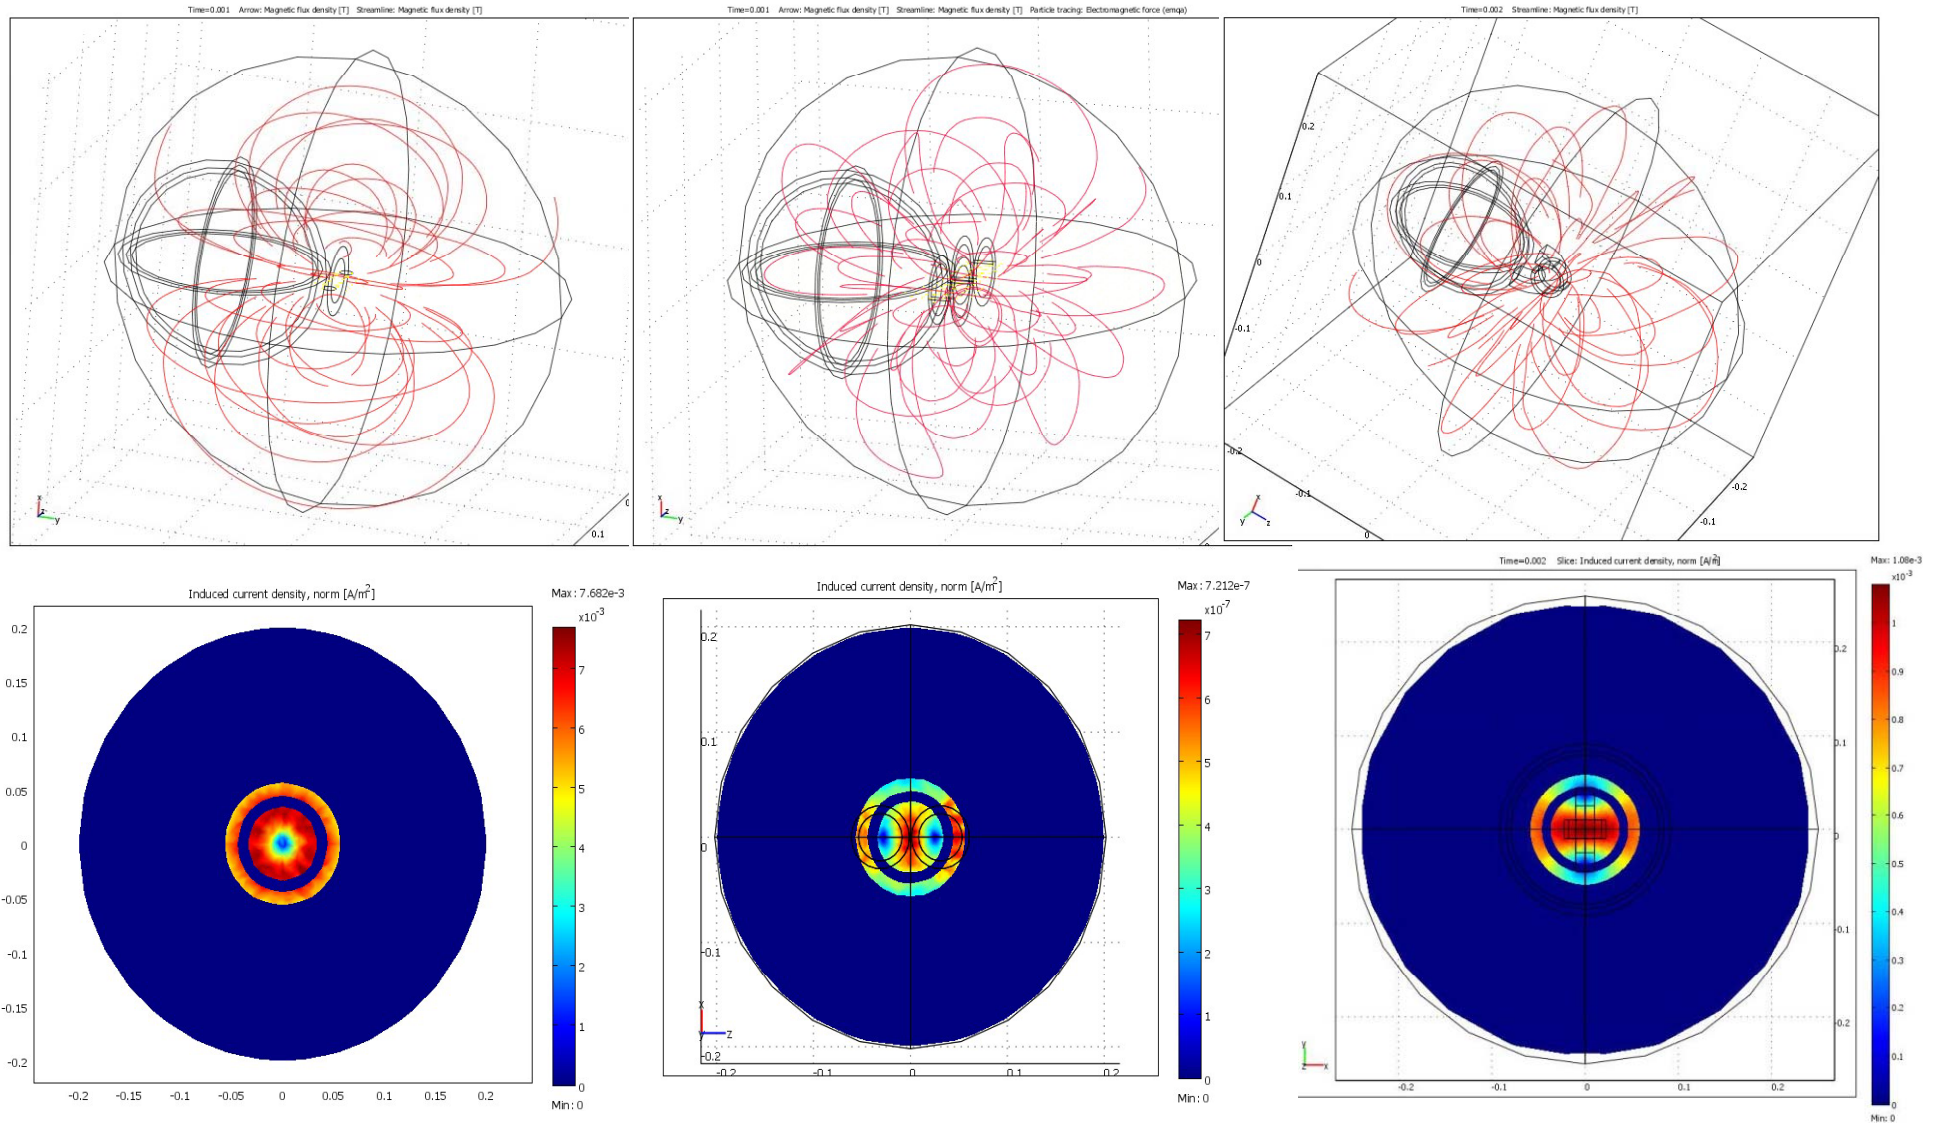 Time=0.001 Arrow: Magnetic flux density [T] Streamline: Magnetic flux density [T]
x
z
y
0.1
0
Time=0.001 Arrow: Magnetic flux density [T] Streamline: Magnetic flux density [T] Particle tracing: Electromagnetic force (emqa)
x
z
y
Time=0.002 Streamline: Magnetic flux density [T]
0.2
0.1
0
-0.1
-0.2
-0.1
0
-0.2
-0.1
x
y
z
Induced current density, norm [A/m²]
Max: 7.682e-3
x10⁻³
7
6
5
4
3
2
1
0
Min: 0
0.2
0.15
0.1
0.05
0
-0.05
-0.1
-0.15
-0.2
-0.2 -0.15 -0.1 -0.05 0 0.05 0.1 0.15 0.2
Induced current density, norm [A/m²]
Max: 7.212e-7
x10⁻⁷
7
6
5
4
3
2
1
0
Min: 0
0.2
0.1
0
-0.1
-0.2
x
y
z
-0.2 -0.1 0 0.1 0.2
Time=0.002 Slice: Induced current density, norm [A/m²]
Max: 1.08e-3
x10⁻³
1
0.9
0.8
0.7
0.6
0.5
0.4
0.3
0.2
0.1
0
Min: 0
0.2
0.1
0
-0.1
-0.2
y
z
x
-0.2 -0.1 0 0.1 0.2